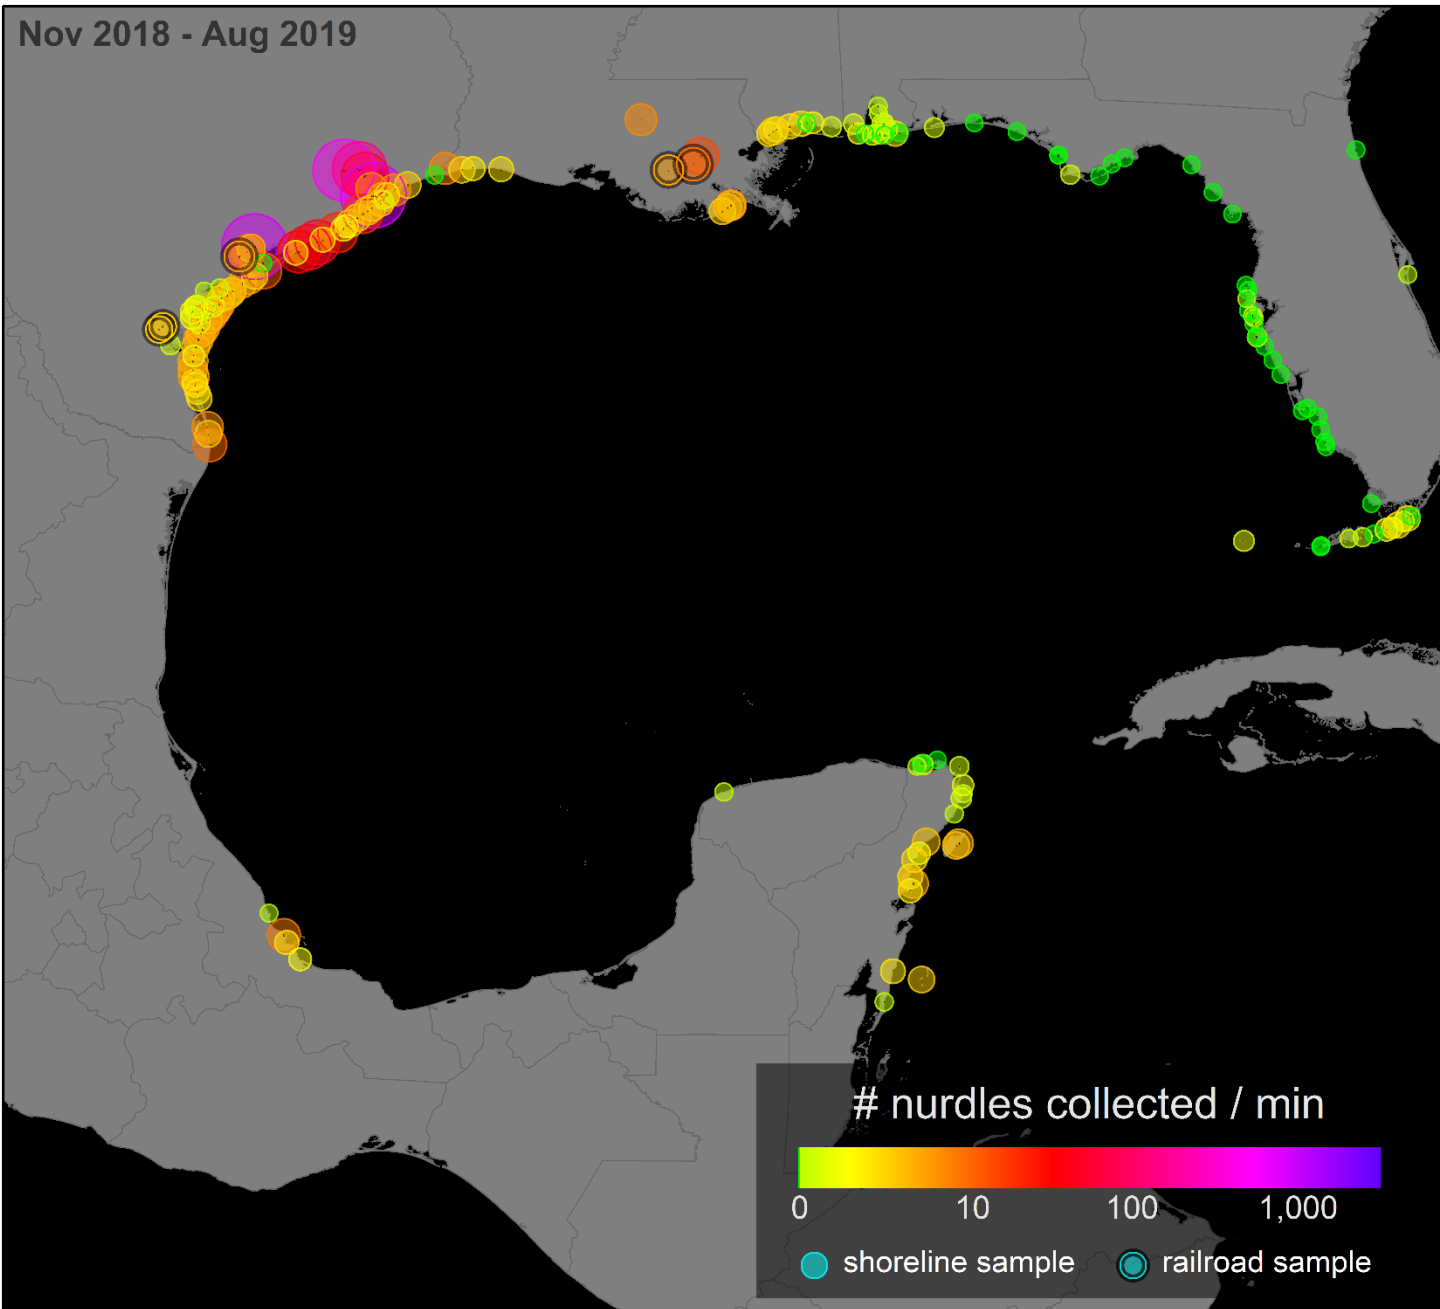 Nov 2018 - Aug 2019
# nurdles collected / min
0 10 100 1,000
shoreline sample railroad sample